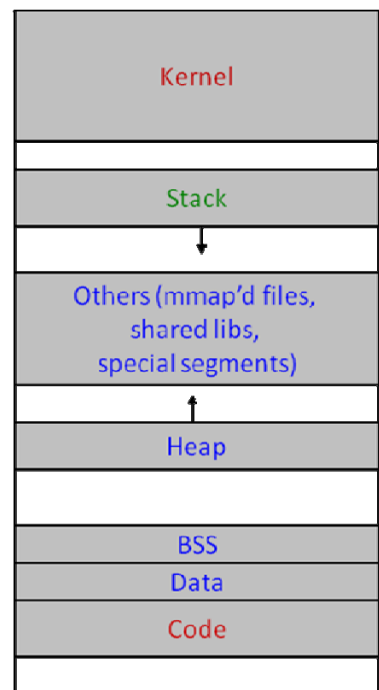 Kernel
Stack
Others (mmap'd files,
shared libs,
special segments)
Heap
BSS
Data
Code